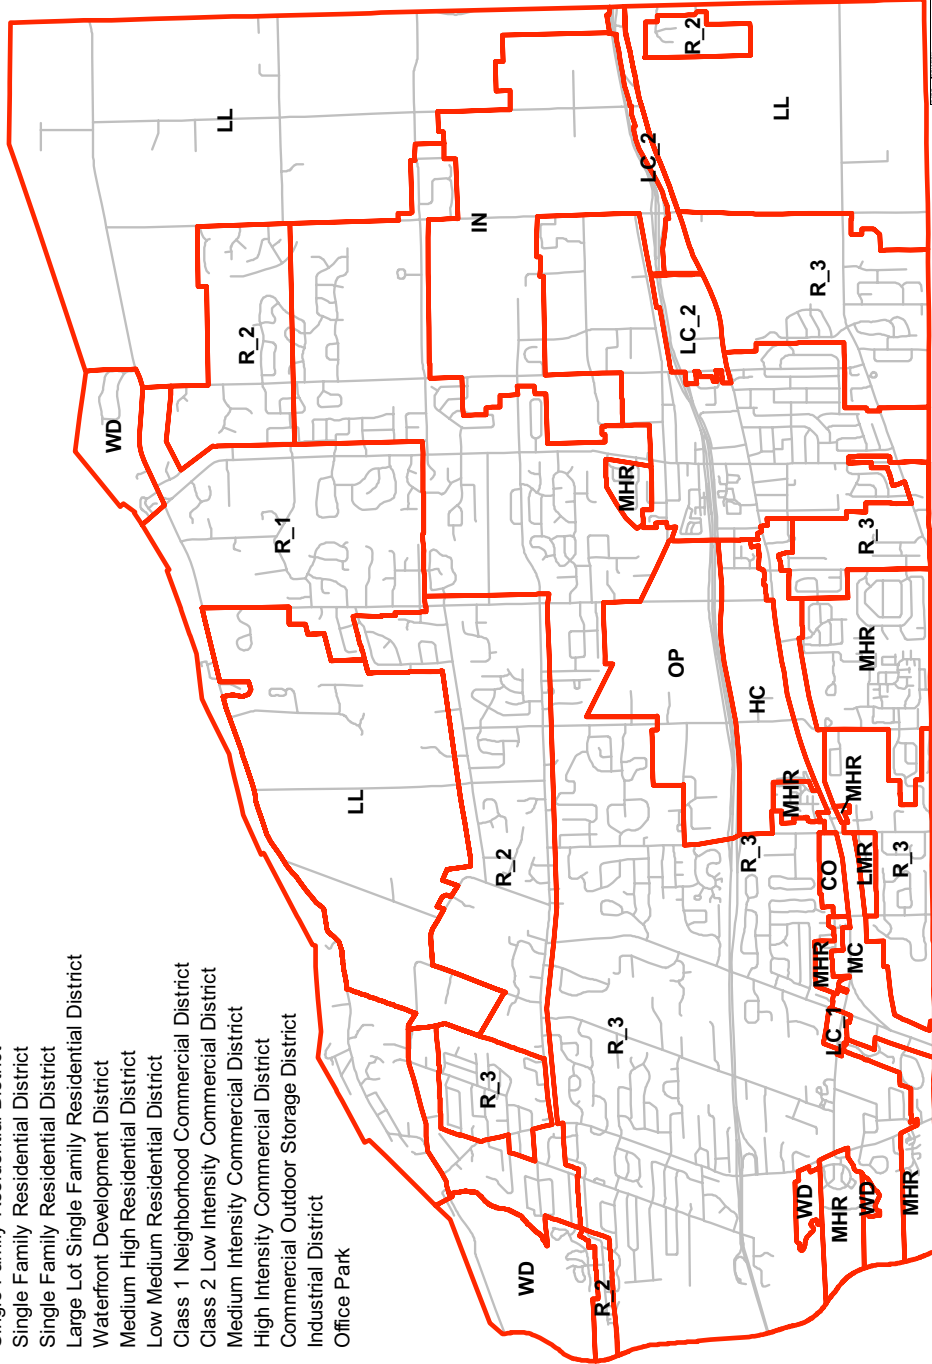 Single Family Residential District
Single Family Residential District
Single Family Residential District
Large Lot Single Family Residential District
Waterfront Development District
Medium High Residential District
Low Medium Residential District
Class 1 Neighborhood Commercial District
Class 2 Low Intensity Commercial District
Medium Intensity Commercial District
High Intensity Commercial District
Commercial Outdoor Storage District
Industrial District
Office Park
WD
LL
R_2
R_1
LL
IN
R_3
R_2
WD
R_2
R_3
MHR
LC_2
OP
LC_2
R_2
R_3
HC
LL
MHR
WD
R_3
MHR
CO
LC_1
MHR
MHR
MC
LMR
R_3
MHR
WD
R_3
MHR